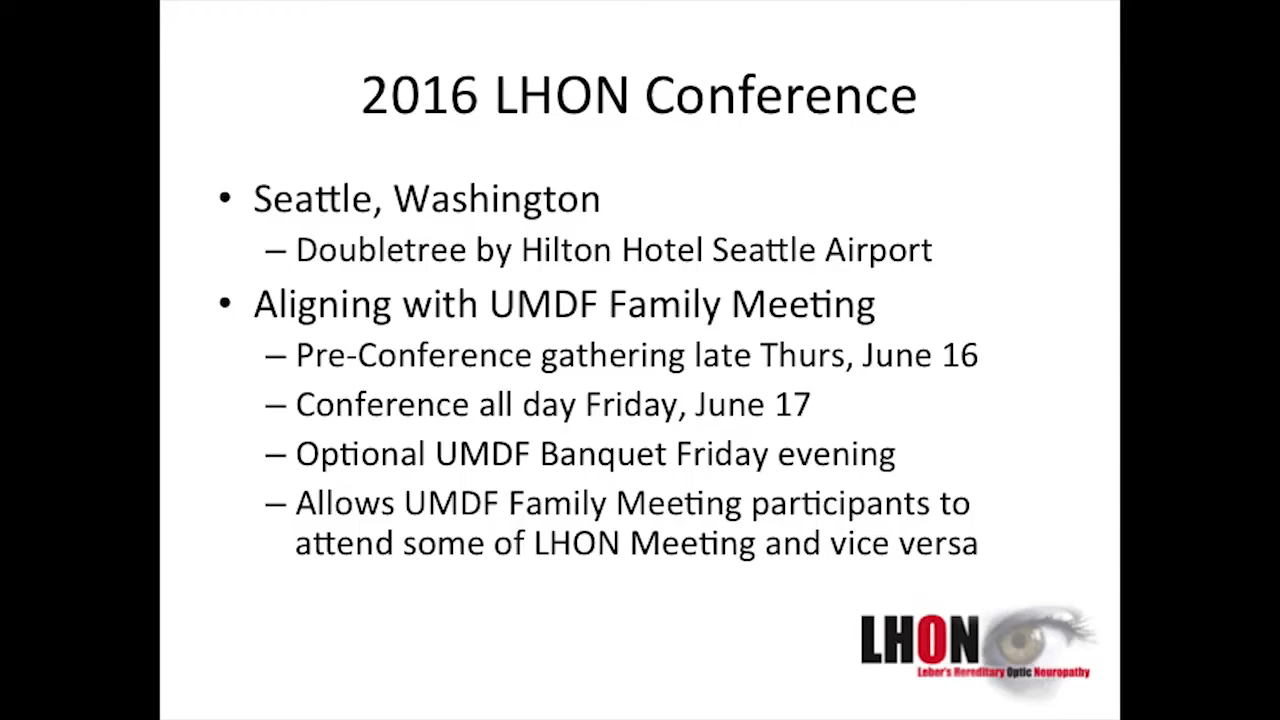 2016 LHON Conference
• Seattle, Washington
– Doubletree by Hilton Hotel Seattle Airport
• Aligning with UMDF Family Meeting
– Pre-Conference gathering late Thurs, June 16
– Conference all day Friday, June 17
– Optional UMDF Banquet Friday evening
– Allows UMDF Family Meeting participants to
attend some of LHON Meeting and vice versa
LHON
Leber's Hereditary Optic Neuropathy